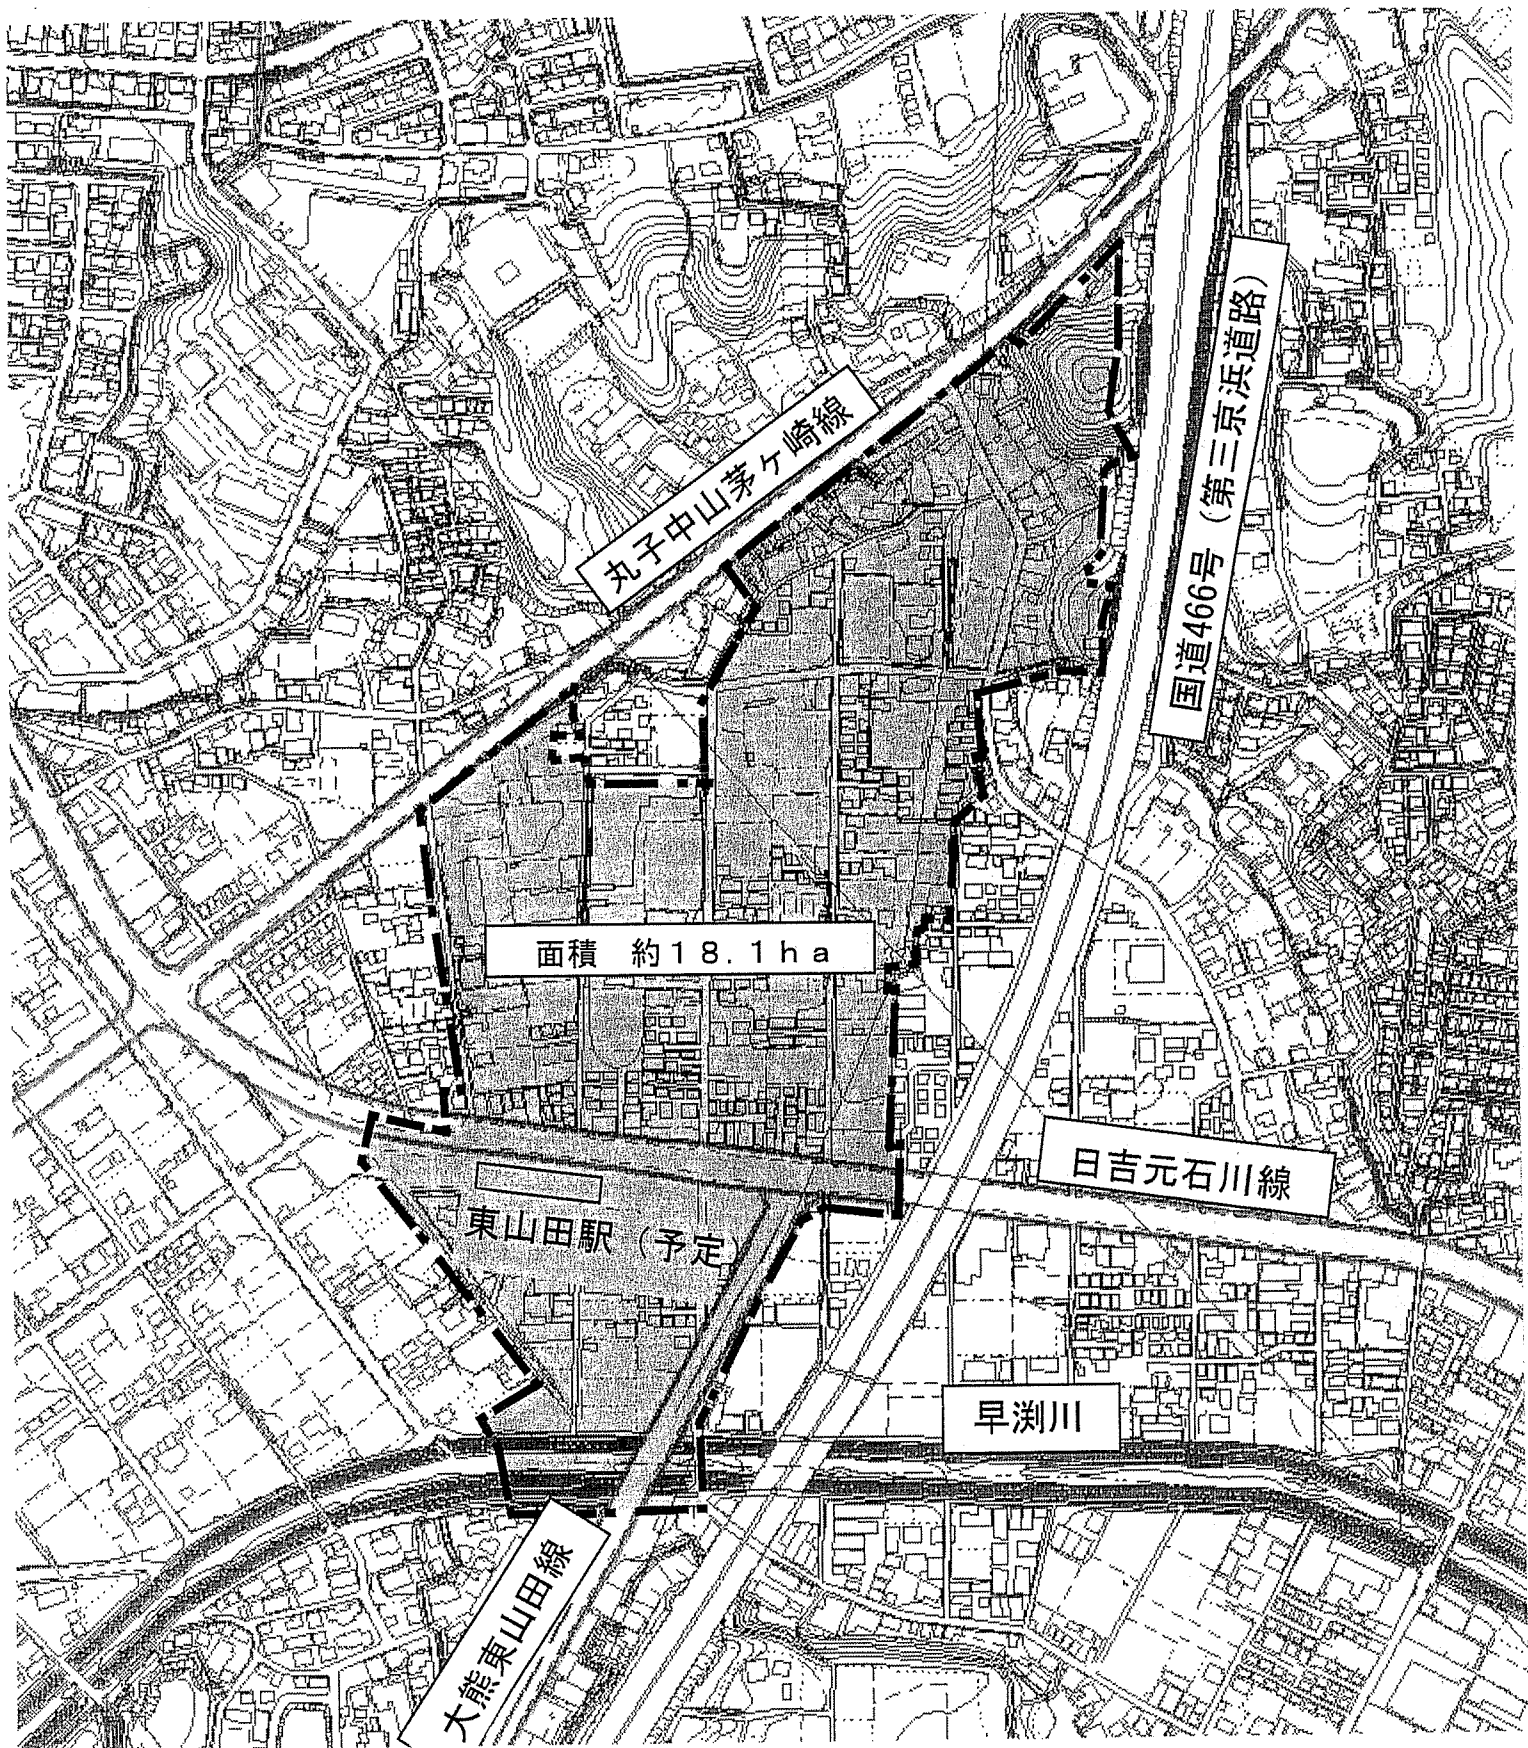 国道466号（第三京浜道路）
丸子中山茅ヶ崎線
面積　約18.1ha
日吉元石川線
東山田駅（予定）
早渕川
大熊東山田線